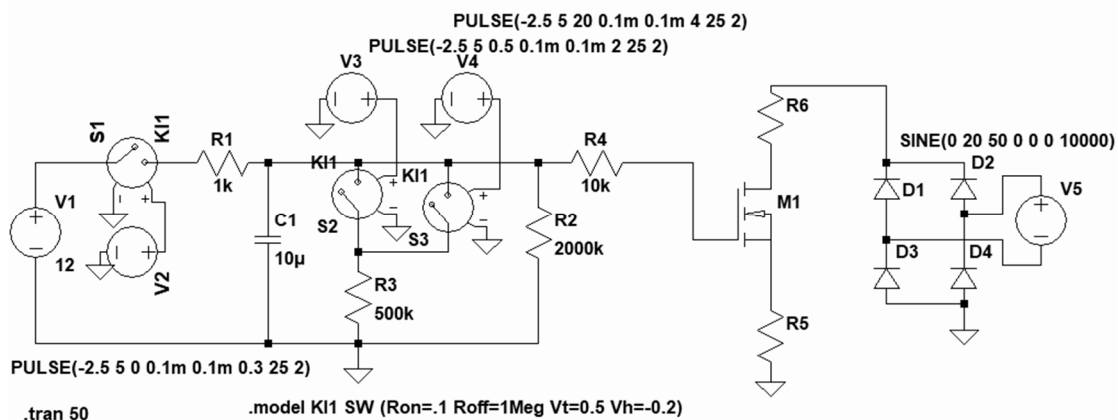 PULSE(-2.5 5 20 0.1m 0.1m 4 25 2)
PULSE(-2.5 5 0.5 0.1m 0.1m 2 25 2)
V3
V4
R6
SINE(0 20 50 0 0 0 10000)
S1
KI1
R1
1k
KI1
KI1
R4
10k
D2
D1
V5
V1
12
C1
10µ
S2
S3
R2
2000k
M1
V2
D3
D4
R3
500k
R5
PULSE(-2.5 5 0 0.1m 0.1m 0.3 25 2)
.tran 50
.model KI1 SW (Ron=.1 Roff=1Meg Vt=0.5 Vh=-0.2)